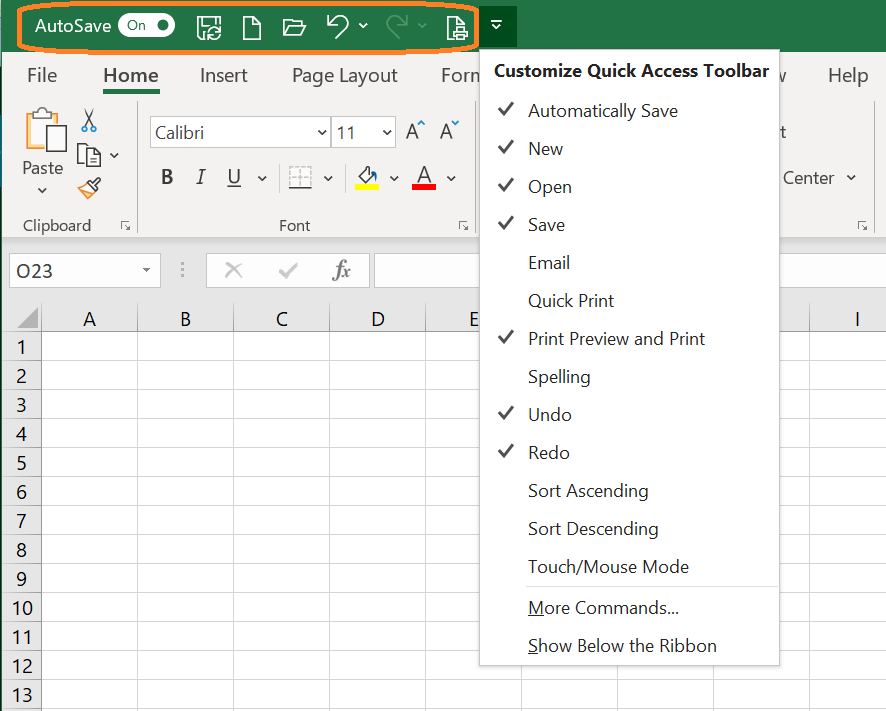 AutoSave On
File Home Insert Page Layout Help
Customize Quick Access Toolbar
Automatically Save
New
Open
Save
Email
Quick Print
Print Preview and Print
Spelling
Undo
Redo
Sort Ascending
Sort Descending
Touch/Mouse Mode
More Commands...
Show Below the Ribbon
Paste
Clipboard
Calibri 11 A A
B I U A
Font
Center
O23 fx
A B C D E I
1
2
3
4
5
6
7
8
9
10
11
12
13